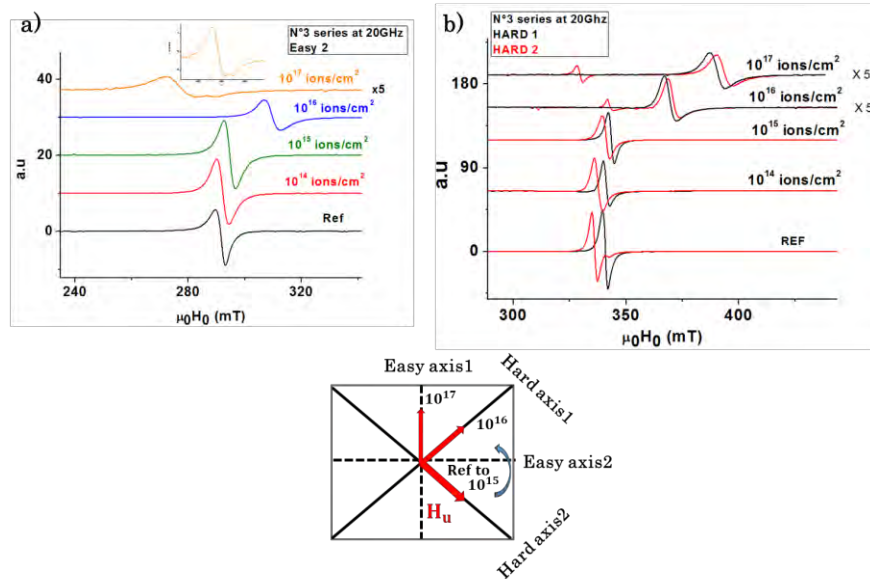 a)
N°3 series at 20GHz
Easy 2
10¹⁷ ions/cm²
x5
10¹⁶ ions/cm²
10¹⁵ ions/cm²
10¹⁴ ions/cm²
Ref
40
20
0
a.u
240
280
320
μ₀H₀ (mT)
b)
N°3 series at 20Ghz
HARD 1
HARD 2
10¹⁷ ions/cm²
X 5
10¹⁶ ions/cm²
X 5
10¹⁵ ions/cm²
10¹⁴ ions/cm²
REF
180
90
0
a.u
300
350
400
μ₀H₀ (mT)
Easy axis1
Hard axis1
10¹⁷
10¹⁶
Easy axis2
Ref to
10¹⁵
Hᵤ
Hard axis2